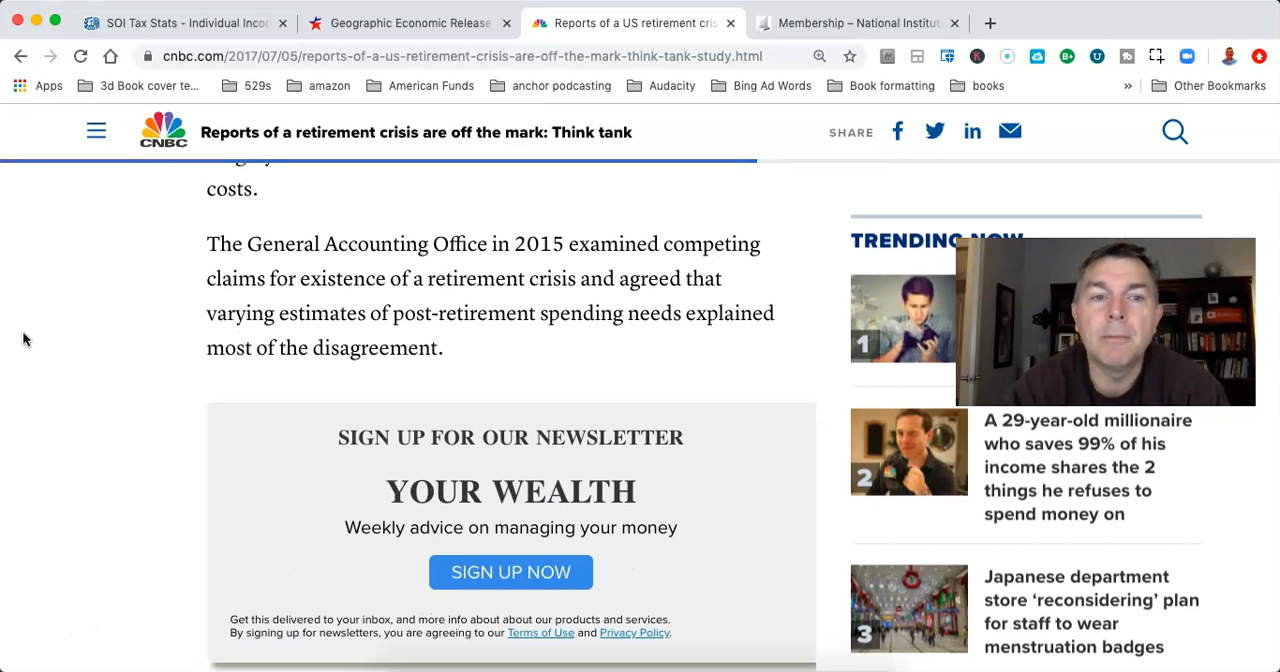 SOI Tax Stats - Individual Incor
Geographic Economic Release
Reports of a US retirement cris
Membership – National Institut
cnbc.com/2017/07/05/reports-of-a-us-retirement-crisis-are-off-the-mark-think-tank-study.html
Apps
3d Book cover te...
529s
amazon
American Funds
anchor podcasting
Audacity
Bing Ad Words
Book formatting
books
»
Other Bookmarks
CNBC
Reports of a retirement crisis are off the mark: Think tank
SHARE
costs.
The General Accounting Office in 2015 examined competing
claims for existence of a retirement crisis and agreed that
varying estimates of post-retirement spending needs explained
most of the disagreement.
SIGN UP FOR OUR NEWSLETTER
YOUR WEALTH
Weekly advice on managing your money
SIGN UP NOW
Get this delivered to your inbox, and more info about about our products and services.
By signing up for newsletters, you are agreeing to our Terms of Use and Privacy Policy.
TRENDING NOW
1
2
A 29-year-old millionaire
who saves 99% of his
income shares the 2
things he refuses to
spend money on
3
Japanese department
store ‘reconsidering’ plan
for staff to wear
menstruation badges